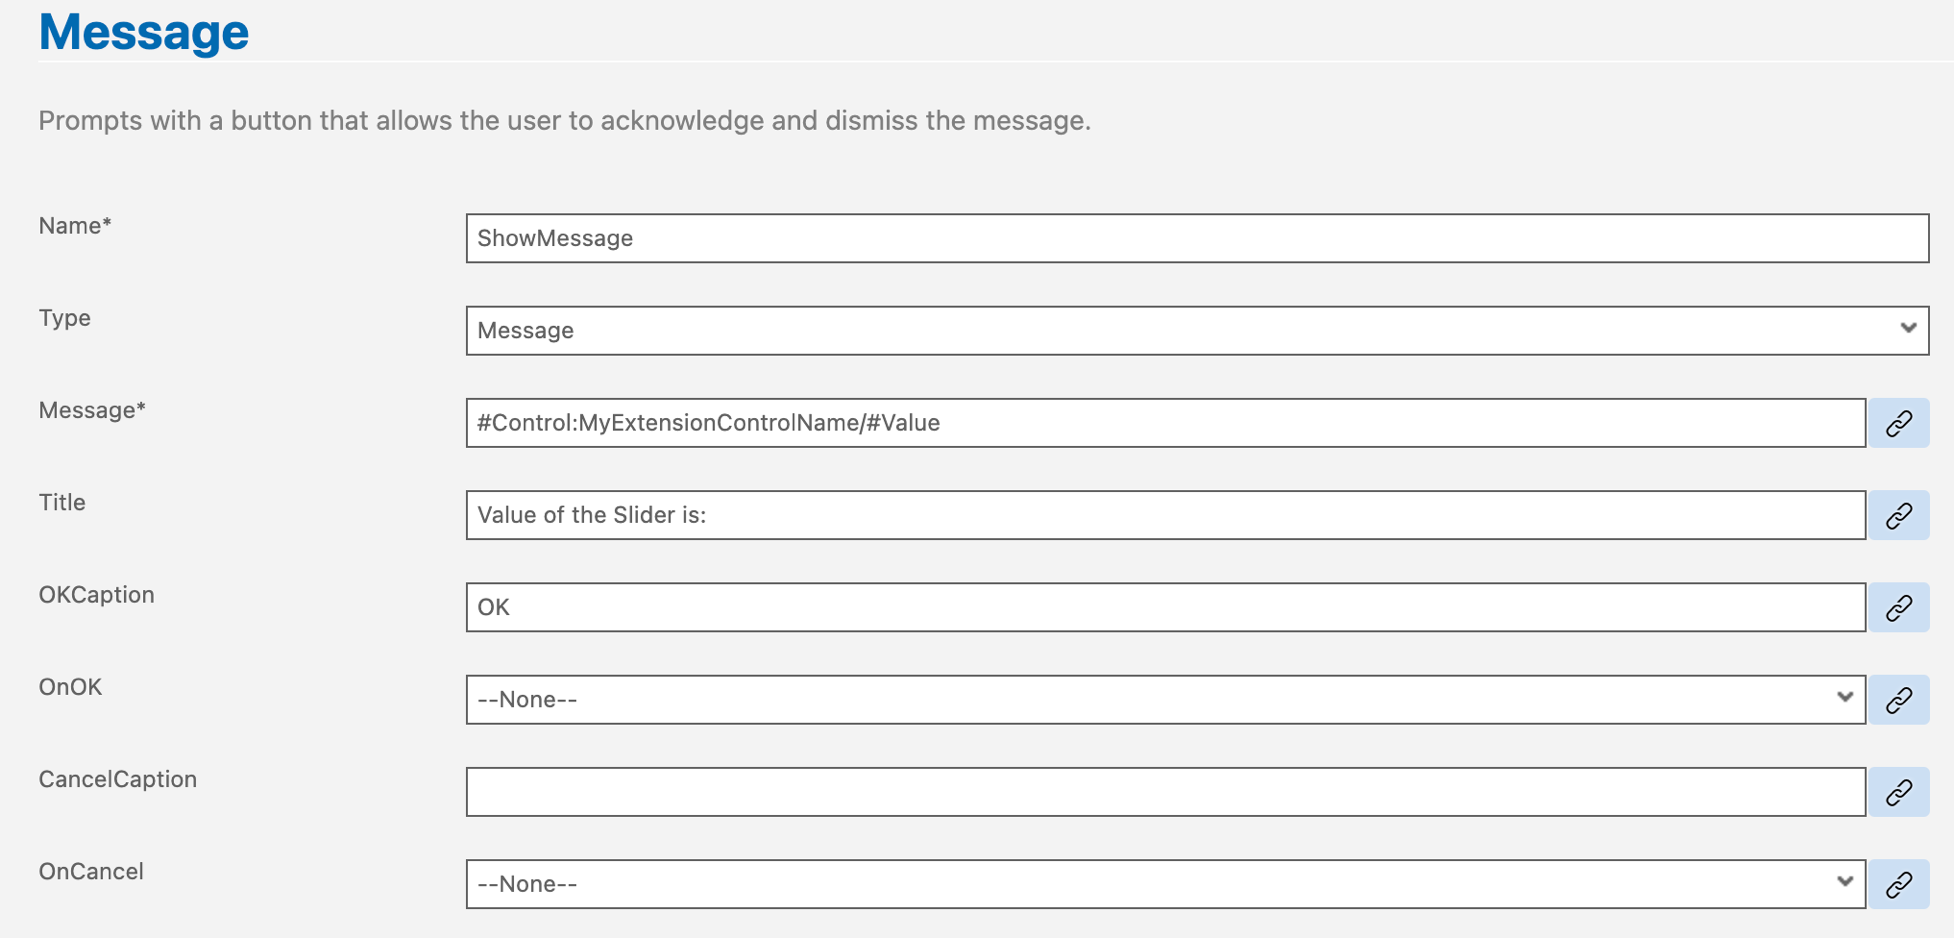 Message
Prompts with a button that allows the user to acknowledge and dismiss the message.
Name*
ShowMessage
Type
Message
Message*
#Control:MyExtensionControlName/#Value
Title
Value of the Slider is:
OKCaption
OK
OnOK
--None--
CancelCaption
OnCancel
--None--